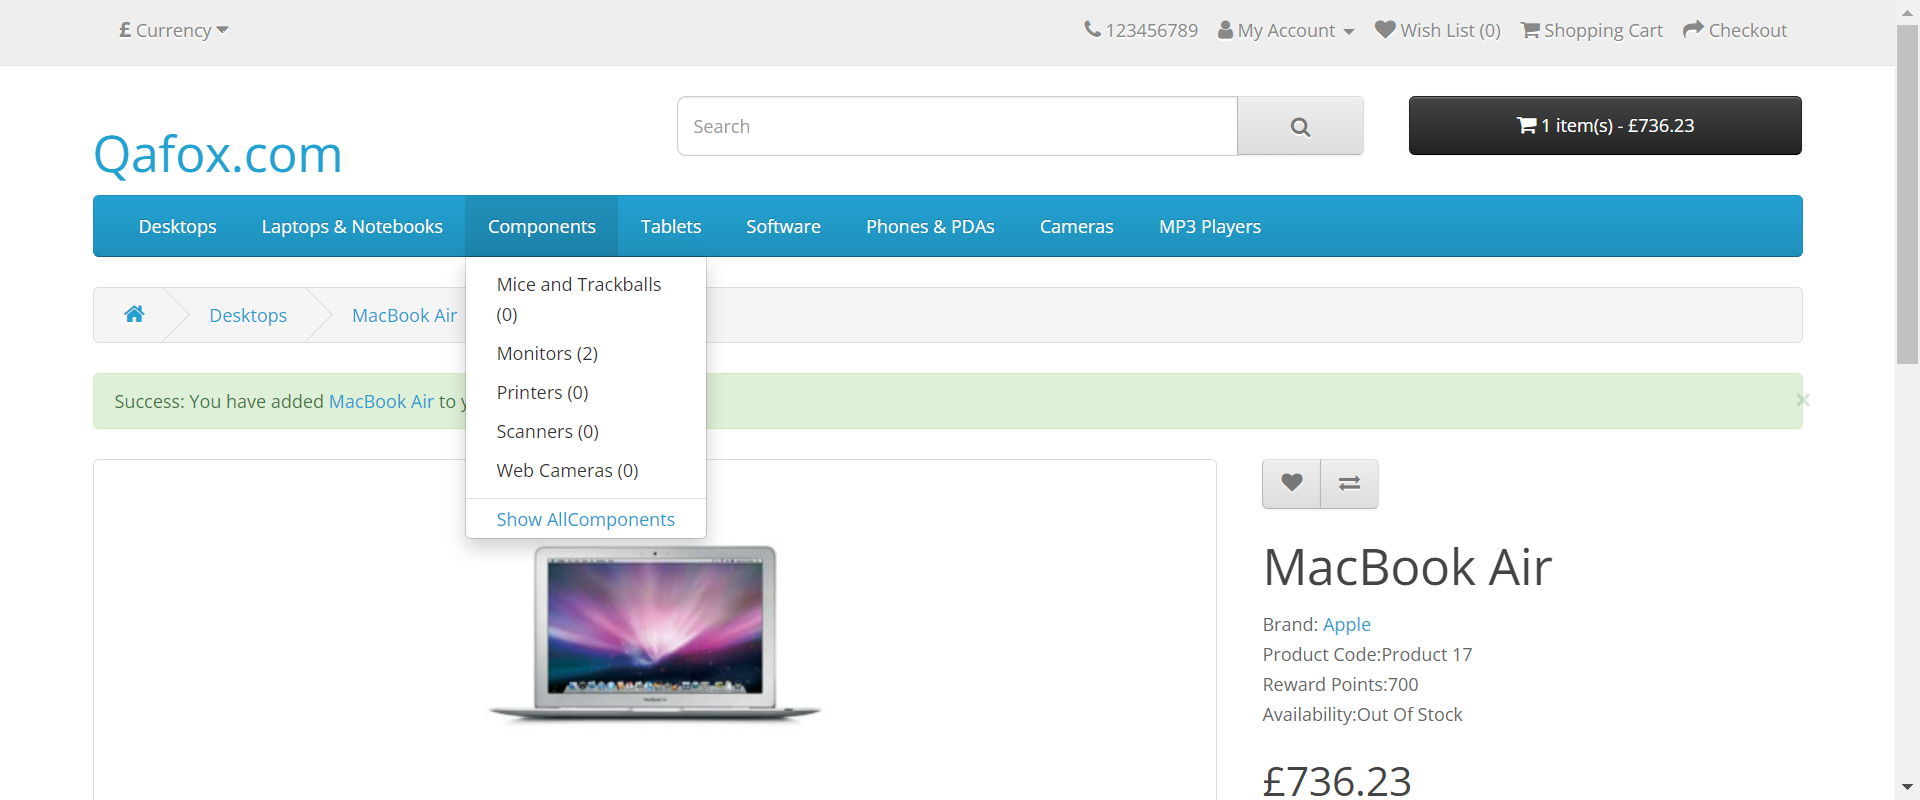 £ Currency
123456789 My Account Wish List (0) Shopping Cart Checkout
Qafox.com
Search
1 item(s) - £736.23
Desktops Laptops & Notebooks Components Tablets Software Phones & PDAs Cameras MP3 Players
Mice and Trackballs
(0)
Monitors (2)
Printers (0)
Scanners (0)
Web Cameras (0)
Show AllComponents
Desktops MacBook Air
Success: You have added MacBook Air to
×
MacBook Air
Brand: Apple
Product Code:Product 17
Reward Points:700
Availability:Out Of Stock
£736.23